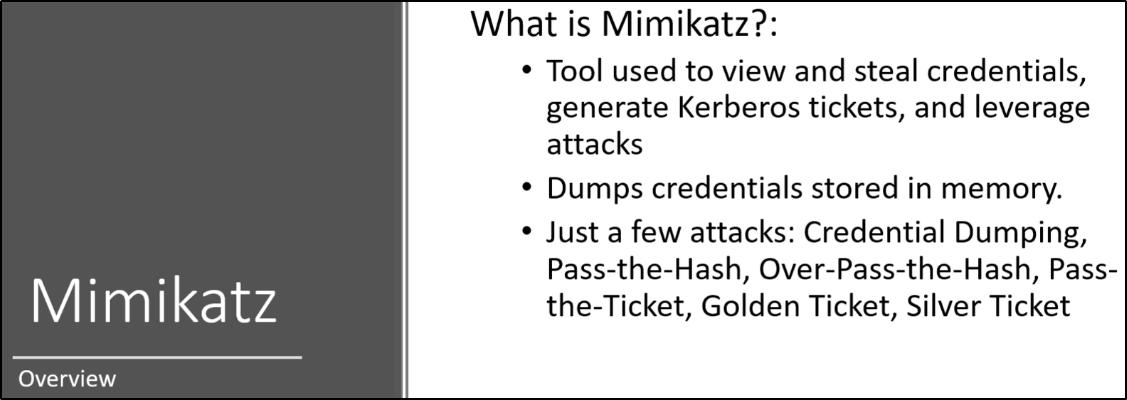 What is Mimikatz?:
• Tool used to view and steal credentials,
generate Kerberos tickets, and leverage
attacks
• Dumps credentials stored in memory.
• Just a few attacks: Credential Dumping,
Pass-the-Hash, Over-Pass-the-Hash, Pass-
the-Ticket, Golden Ticket, Silver Ticket
Mimikatz
Overview